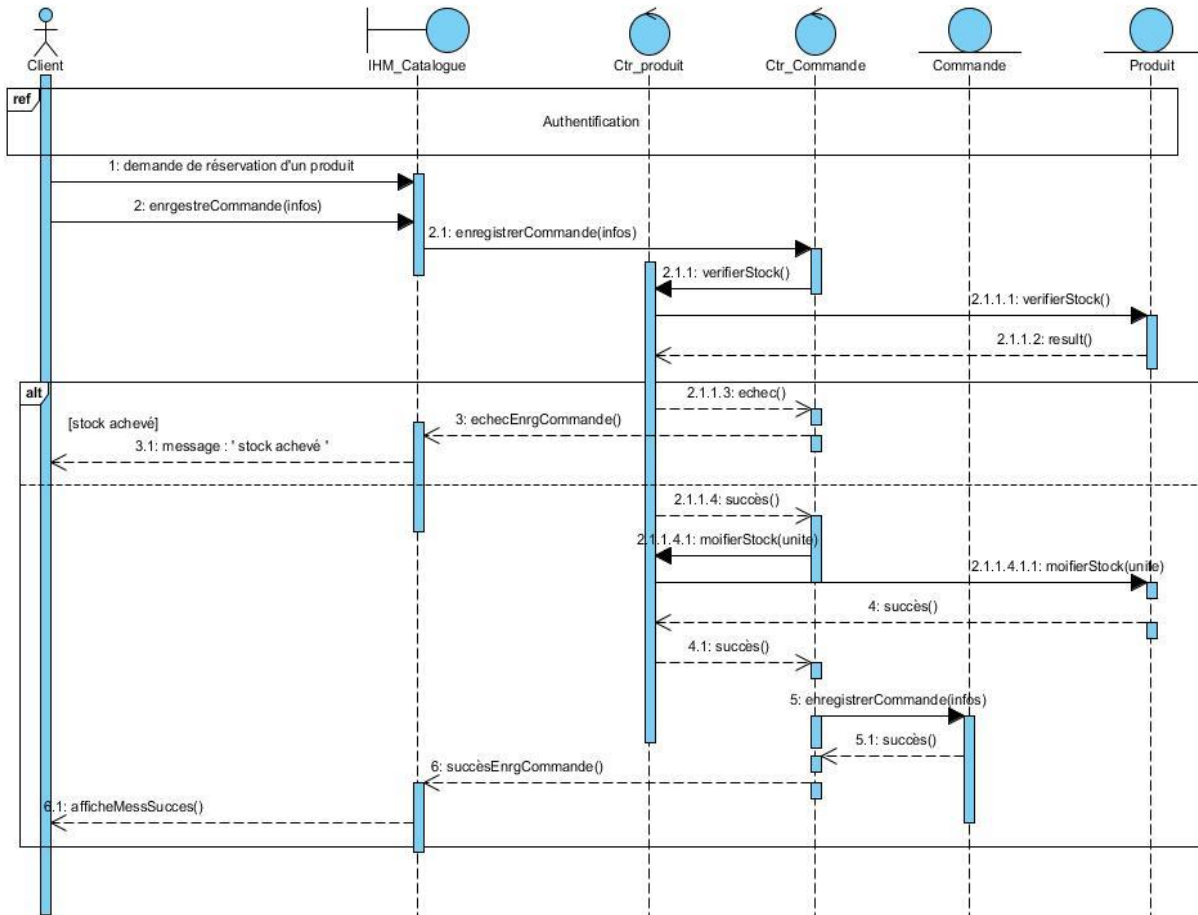 Client
IHM_Catalogue
Ctr_produit
Ctr_Commande
Commande
Produit
ref
Authentification
1: demande de réservation d'un produit
2: enrgestreCommande(infos)
2.1: enregistrerCommande(infos)
2.1.1: verifierStock()
2.1.1.1: verifierStock()
2.1.1.2: result()
alt
2.1.1.3: echec()
[stock achevé]
3: echecEnrgCommande()
3.1: message : ' stock achevé '
2.1.1.4: succès()
2.1.1.4.1: moifierStock(unite)
2.1.1.4.1.1: moifierStock(unite)
4: succès()
4.1: succès()
5: enregistrerCommande(infos)
5.1: succès()
6: succèsEnrgCommande()
6.1: afficheMessSucces()